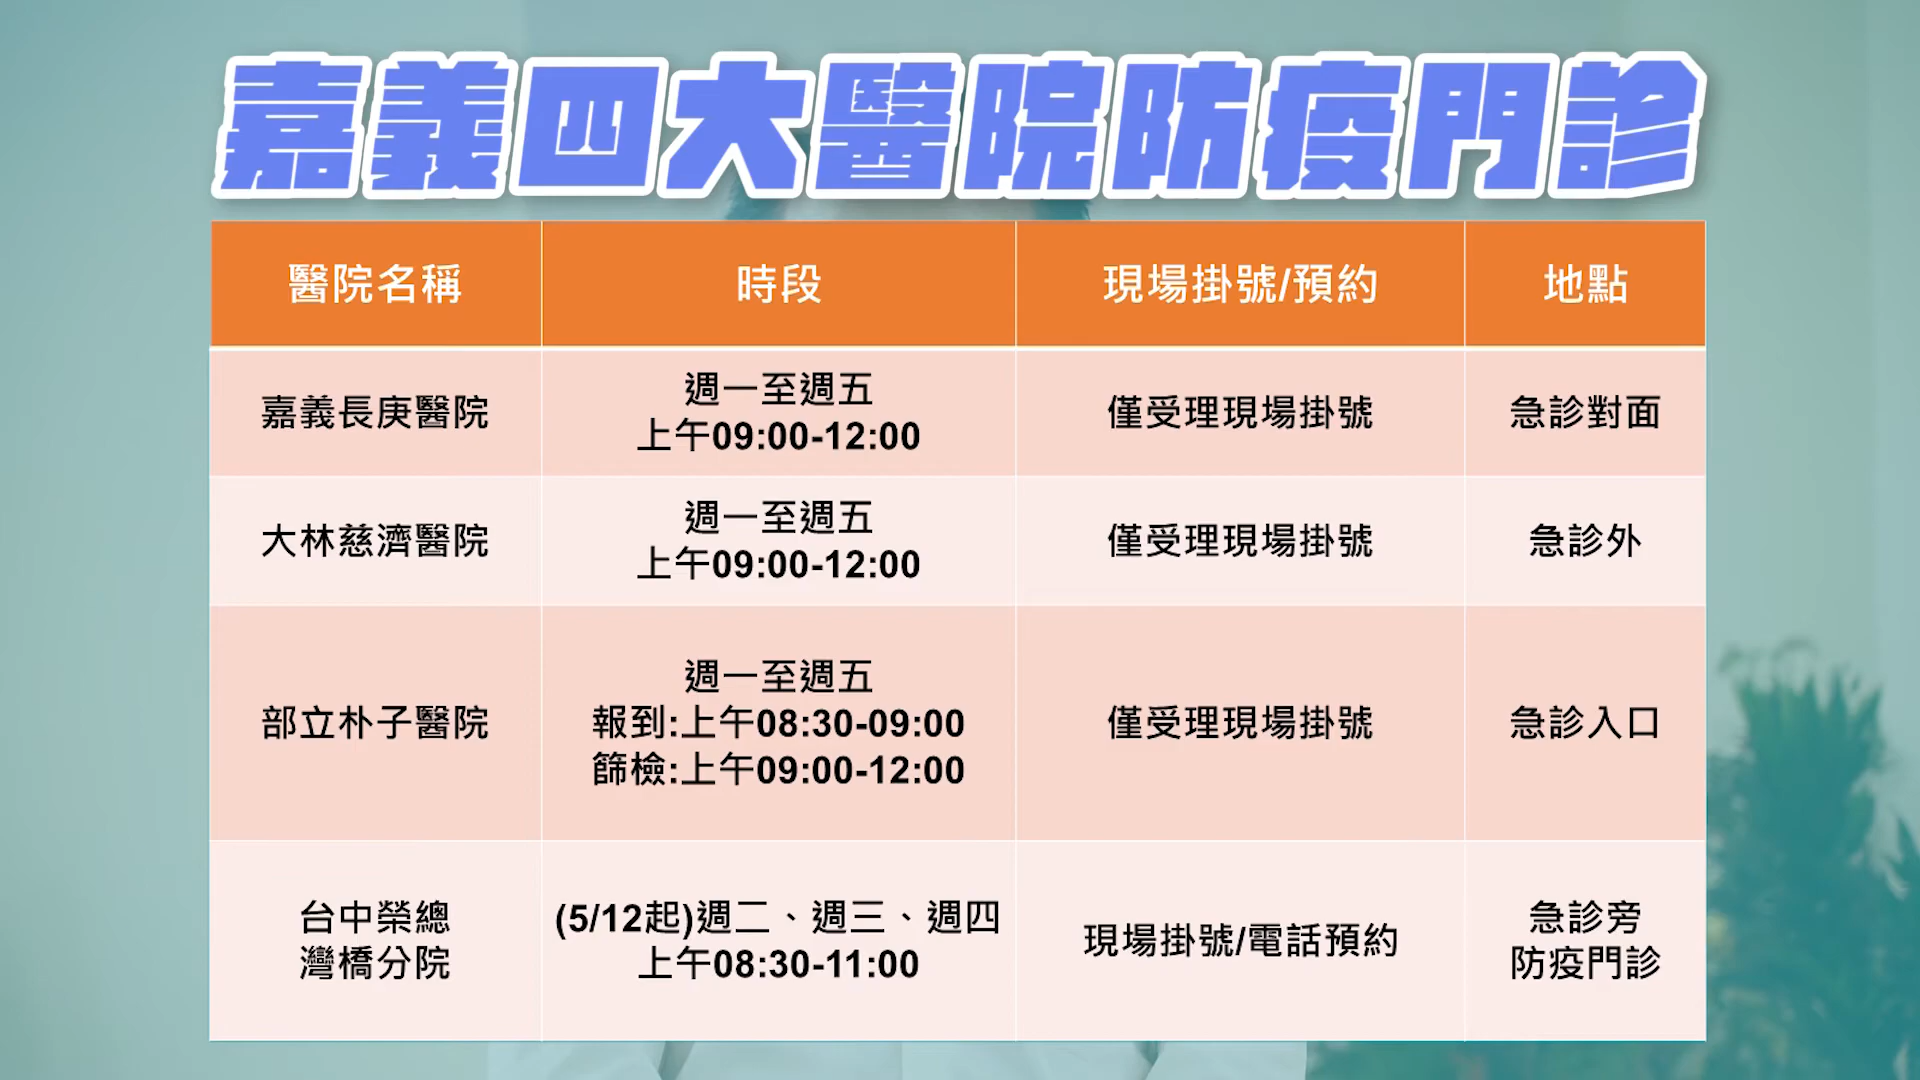 嘉義四大醫院防疫門診
醫院名稱
時段
現場掛號/預約
地點
嘉義長庚醫院
週一至週五
上午09:00-12:00
僅受理現場掛號
急診對面
大林慈濟醫院
週一至週五
上午09:00-12:00
僅受理現場掛號
急診外
部立朴子醫院
週一至週五
報到:上午08:30-09:00
篩檢:上午09:00-12:00
僅受理現場掛號
急診入口
台中榮總
灣橋分院
(5/12起)週二、週三、週四
上午08:30-11:00
現場掛號/電話預約
急診旁
防疫門診